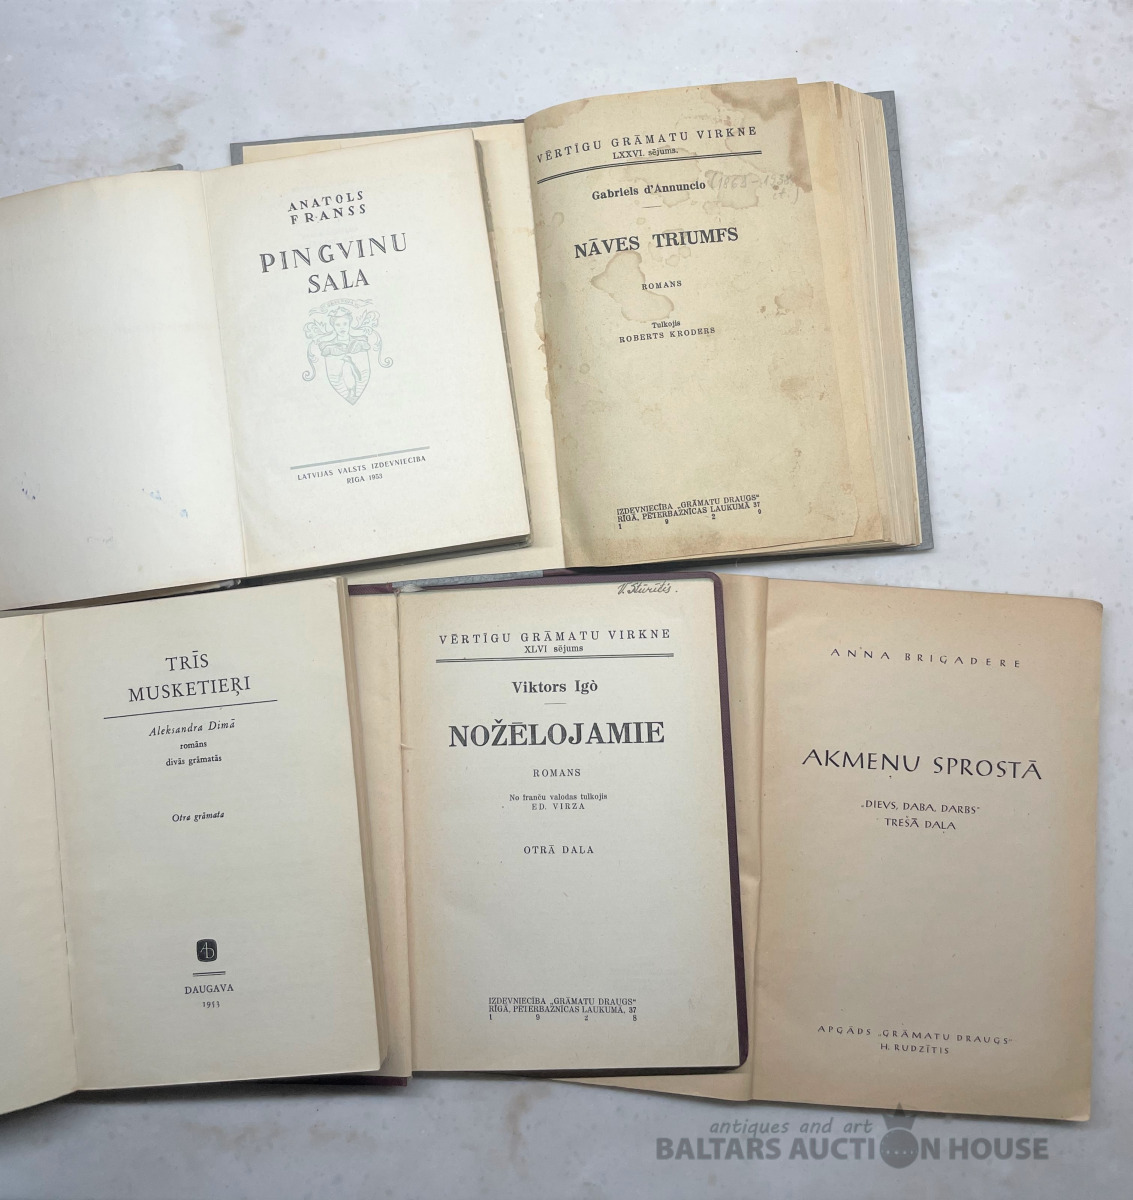 ANATOLS
FRANSS
PINGVINU
SALA
LATVIJAS VALSTS IZDEVNIECĪBA
RĪGA 1953
VĒRTĪGU GRĀMATU VIRKNE
LXXVI. sējums.
Gabriels d'Annuncio
NĀVES TRIUMFS
ROMANS
Tulkojis
ROBERTS KRODERS
IZDEVNIECĪBA „GRĀMATU DRAUGS“
RĪGĀ, PĒTERBAZNĪCAS LAUKUMĀ 37
1 9 2 9
TRĪS
MUSKETIEŖI
Aleksandra Dimā
romāns
divās grāmatās
Otra grāmata
AD
DAUGAVA
1953
V. Stūrītis.
VĒRTĪGU GRĀMATU VIRKNE
XLVI sējums
Viktors Igò
NOŽĒLOJAMIE
ROMANS
No franču valodas tulkojis
ED. VIRZA
OTRĀ DAĻA
IZDEVNIECĪBA „GRĀMATU DRAUGS“
RĪGĀ, PĒTERBAZNĪCAS LAUKUMĀ, 37
1 9 2 8
ANNA BRIGADERE
AKMEŅU SPROSTĀ
„DIEVS, DABA, DARBS“
TREŠĀ DAĻA
APGĀDS „GRĀMATU DRAUGS“
H. RUDZĪTIS
antiques and art
BALTARS AUCTION HOUSE